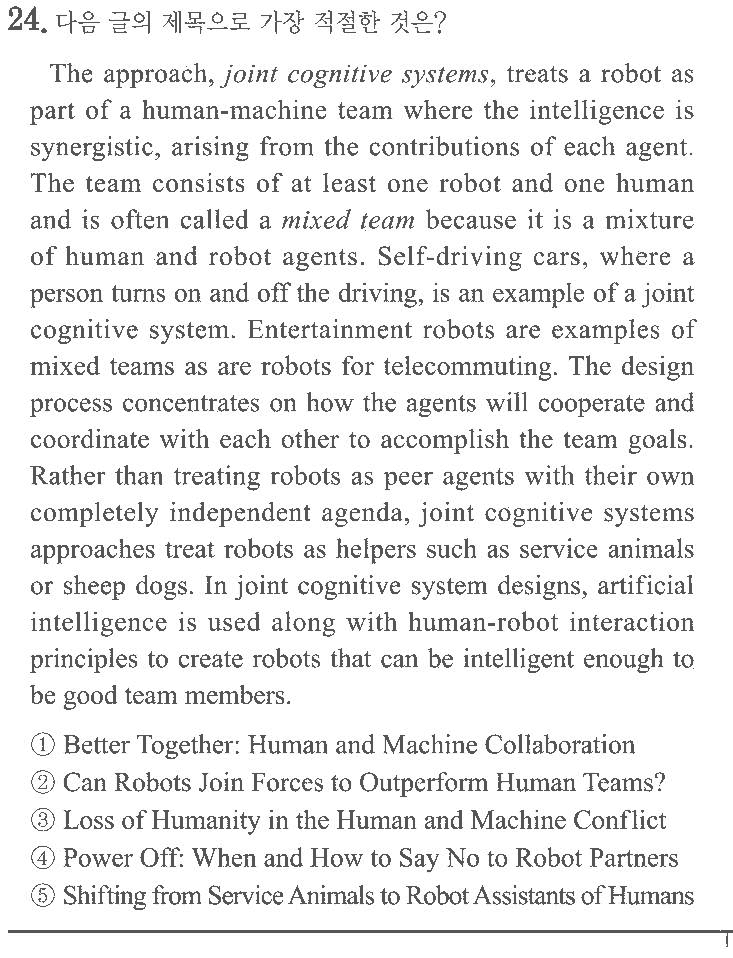 24. 다음 글의 제목으로 가장 적절한 것은?
The approach, joint cognitive systems, treats a robot as
part of a human-machine team where the intelligence is
synergistic, arising from the contributions of each agent.
The team consists of at least one robot and one human
and is often called a mixed team because it is a mixture
of human and robot agents. Self-driving cars, where a
person turns on and off the driving, is an example of a joint
cognitive system. Entertainment robots are examples of
mixed teams as are robots for telecommuting. The design
process concentrates on how the agents will cooperate and
coordinate with each other to accomplish the team goals.
Rather than treating robots as peer agents with their own
completely independent agenda, joint cognitive systems
approaches treat robots as helpers such as service animals
or sheep dogs. In joint cognitive system designs, artificial
intelligence is used along with human-robot interaction
principles to create robots that can be intelligent enough to
be good team members.
① Better Together: Human and Machine Collaboration
② Can Robots Join Forces to Outperform Human Teams?
③ Loss of Humanity in the Human and Machine Conflict
④ Power Off: When and How to Say No to Robot Partners
⑤ Shifting from Service Animals to Robot Assistants of Humans